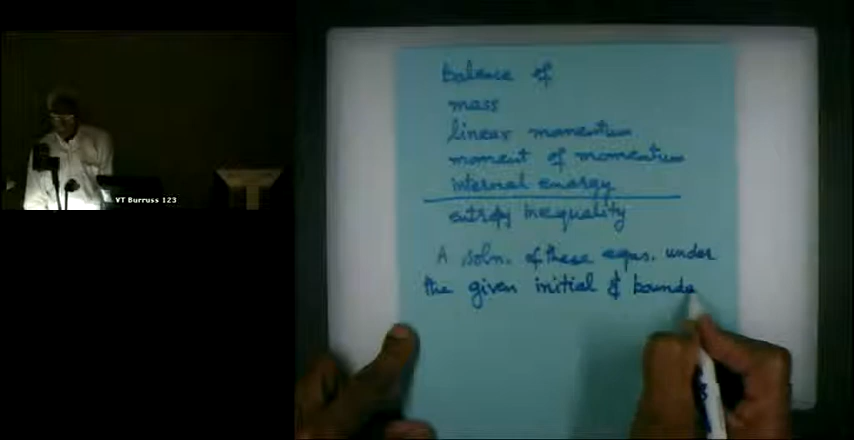 VT Burruss 123
Balance of
mass
linear momentum
moment of momentum
internal energy
entropy inequality
A soln. of these eqns. under
the given initial & bounda